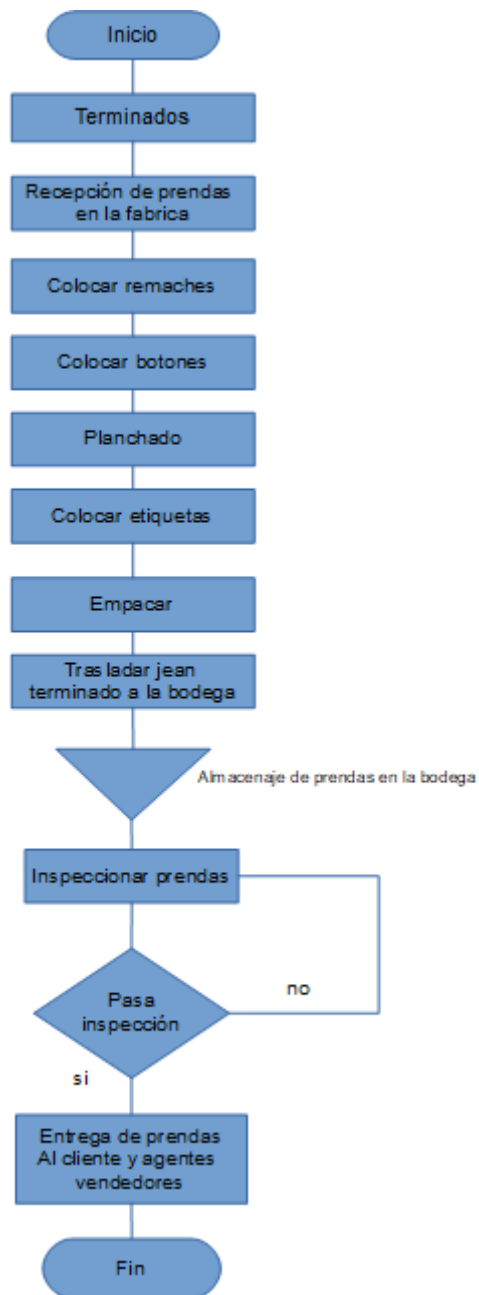 Inicio
Terminados
Recepción de prendas
en la fabrica
Colocar remaches
Colocar botones
Planchado
Colocar etiquetas
Empacar
Trasladar jean
terminado a la bodega
Almacenaje de prendas en la bodega
Inspeccionar prendas
Pasa
inspección
no
si
Entrega de prendas
Al cliente y agentes
vendedores
Fin